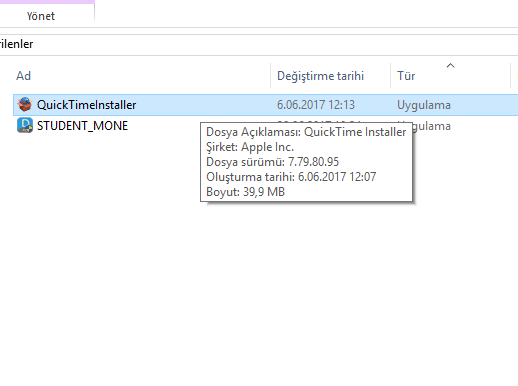 Yönet
rilenler
Ad
Değiştirme tarihi
Tür
QuickTimeInstaller
6.06.2017 12:13
Uygulama
STUDENT_MONE
Uygulama
Dosya Açıklaması: QuickTime Installer
Şirket: Apple Inc.
Dosya sürümü: 7.79.80.95
Oluşturma tarihi: 6.06.2017 12:07
Boyut: 39,9 MB